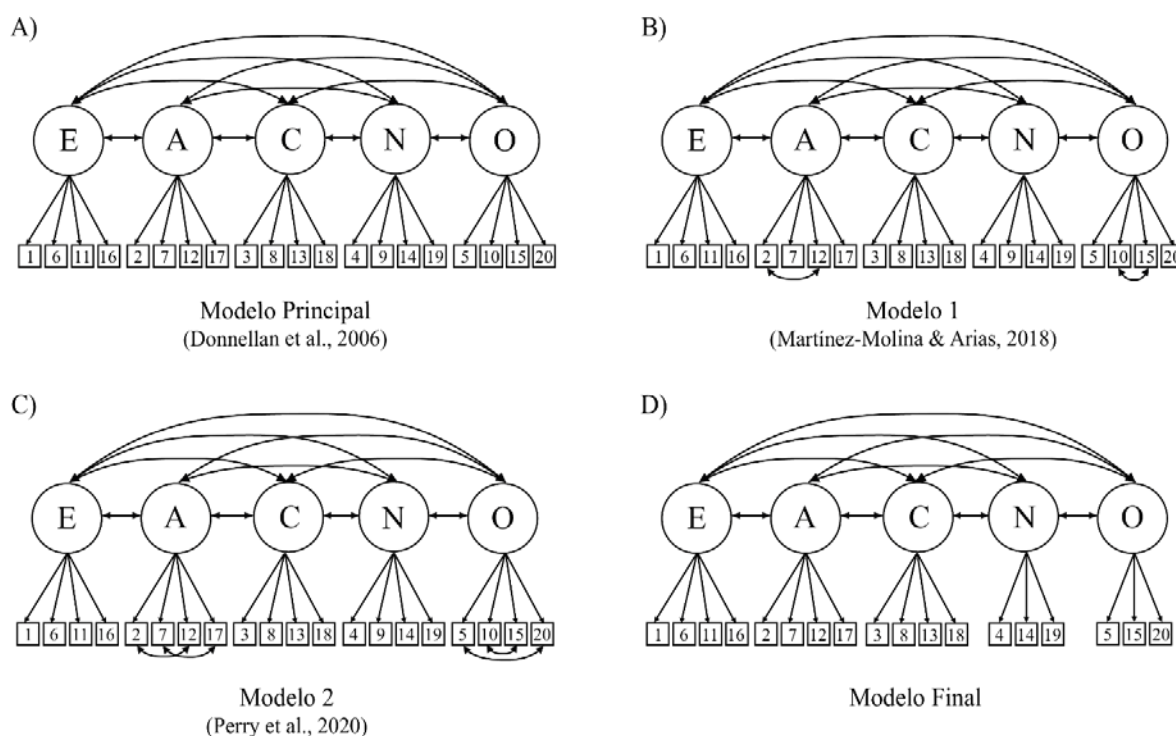 A)
E A C N O
1 6 11 16 2 7 12 17 3 8 13 18 4 9 14 19 5 10 15 20
Modelo Principal
(Donnellan et al., 2006)
B)
E A C N O
1 6 11 16 2 7 12 17 3 8 13 18 4 9 14 19 5 10 15 20
Modelo 1
(Martínez-Molina & Arias, 2018)
C)
E A C N O
1 6 11 16 2 7 12 17 3 8 13 18 4 9 14 19 5 10 15 20
Modelo 2
(Perry et al., 2020)
D)
E A C N O
1 6 11 16 2 7 12 17 3 8 13 18 4 14 19 5 15 20
Modelo Final